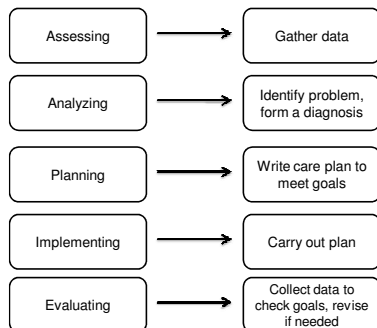 Assessing
Gather data
Analyzing
Identify problem,
form a diagnosis
Planning
Write care plan to
meet goals
Implementing
Carry out plan
Evaluating
Collect data to
check goals, revise
if needed